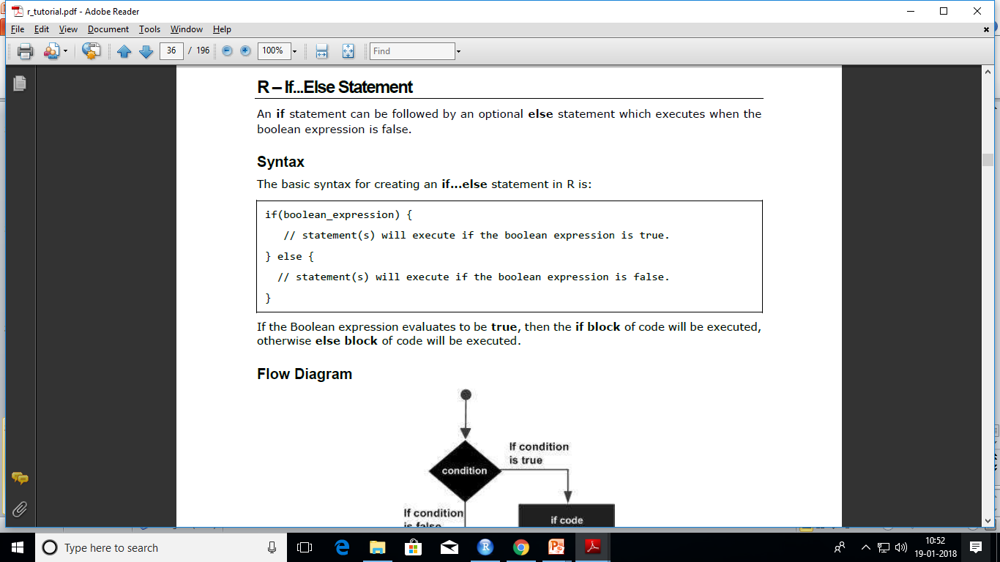 r_tutorial.pdf - Adobe Reader
File Edit View Document Tools Window Help
36 / 196 100% Find
R – If...Else Statement
An if statement can be followed by an optional else statement which executes when the
boolean expression is false.
Syntax
The basic syntax for creating an if...else statement in R is:
if(boolean_expression) {
// statement(s) will execute if the boolean expression is true.
} else {
// statement(s) will execute if the boolean expression is false.
}
If the Boolean expression evaluates to be true, then the if block of code will be executed,
otherwise else block of code will be executed.
Flow Diagram
If condition
is true
condition
If condition
is false
if code
Type here to search
10:52
19-01-2018